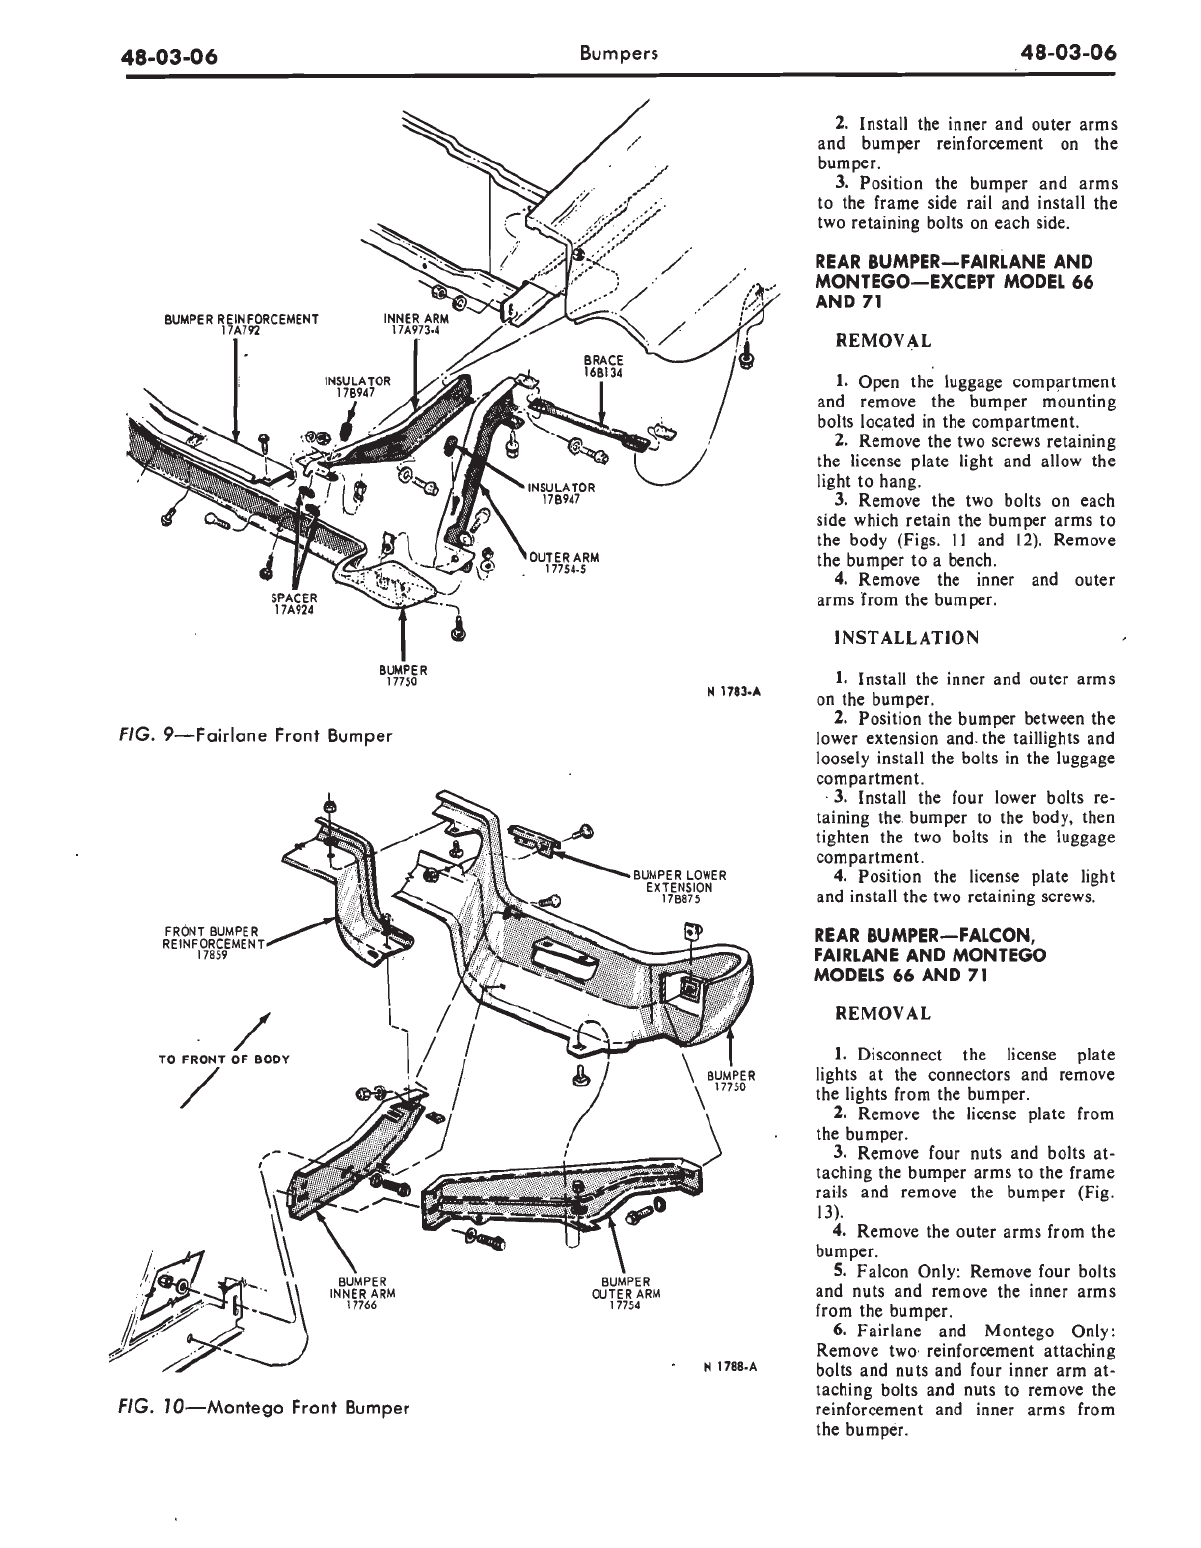 48-03-06
Bumpers
48-03-06
BUMPER REINFORCEMENT
17A792
INNER ARM
17A973-4
INSULATOR
17B947
BRACE
16B134
INSULATOR
17B947
OUTER ARM
17754-5
SPACER
17A924
BUMPER
17750
N 1783-A
FIG. 9—Fairlane Front Bumper
BUMPER LOWER
EXTENSION
17B875
FRONT BUMPER
REINFORCEMENT
17859
TO FRONT OF BODY
BUMPER
17750
BUMPER
INNER ARM
17766
BUMPER
OUTER ARM
17754
N 1788-A
FIG. 10—Montego Front Bumper
2. Install the inner and outer arms
and bumper reinforcement on the
bumper.
3. Position the bumper and arms
to the frame side rail and install the
two retaining bolts on each side.
REAR BUMPER—FAIRLANE AND
MONTEGO—EXCEPT MODEL 66
AND 71
REMOVAL
1. Open the luggage compartment
and remove the bumper mounting
bolts located in the compartment.
2. Remove the two screws retaining
the license plate light and allow the
light to hang.
3. Remove the two bolts on each
side which retain the bumper arms to
the body (Figs. 11 and 12). Remove
the bumper to a bench.
4. Remove the inner and outer
arms from the bumper.
INSTALLATION
1. Install the inner and outer arms
on the bumper.
2. Position the bumper between the
lower extension and the taillights and
loosely install the bolts in the luggage
compartment.
3. Install the four lower bolts re-
taining the bumper to the body, then
tighten the two bolts in the luggage
compartment.
4. Position the license plate light
and install the two retaining screws.
REAR BUMPER—FALCON,
FAIRLANE AND MONTEGO
MODELS 66 AND 71
REMOVAL
1. Disconnect the license plate
lights at the connectors and remove
the lights from the bumper.
2. Remove the license plate from
the bumper.
3. Remove four nuts and bolts at-
taching the bumper arms to the frame
rails and remove the bumper (Fig.
13).
4. Remove the outer arms from the
bumper.
5. Falcon Only: Remove four bolts
and nuts and remove the inner arms
from the bumper.
6. Fairlane and Montego Only:
Remove two reinforcement attaching
bolts and nuts and four inner arm at-
taching bolts and nuts to remove the
reinforcement and inner arms from
the bumper.